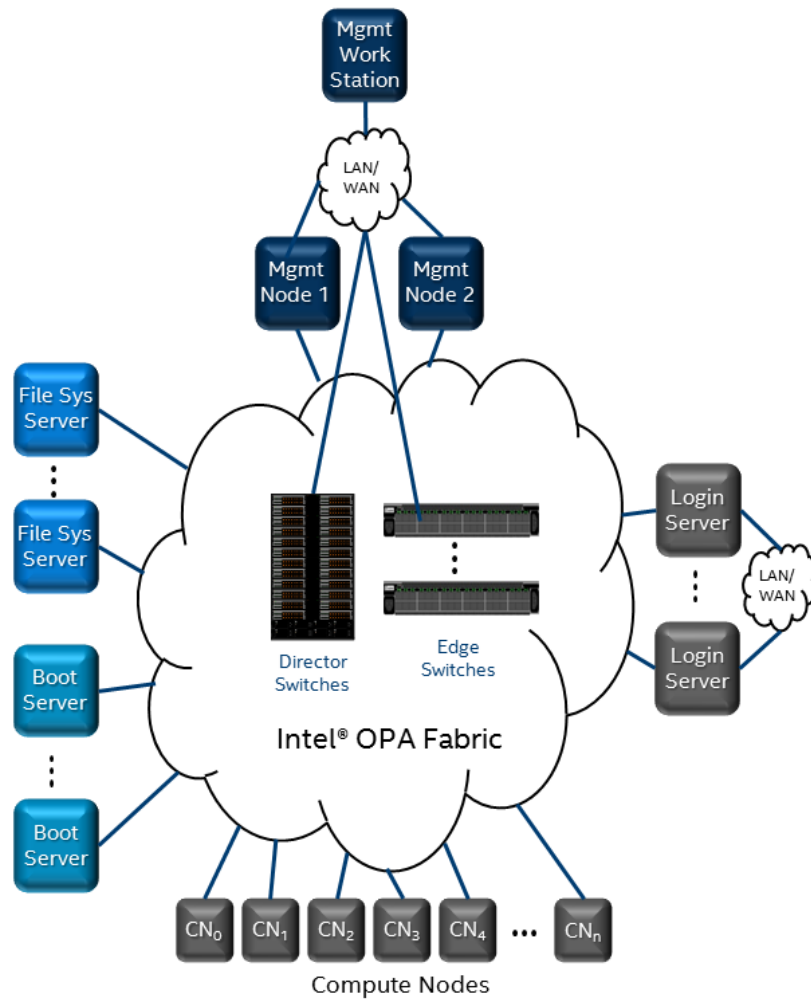 Mgmt
Work
Station
LAN/
WAN
Mgmt
Node 1
Mgmt
Node 2
File Sys
Server
File Sys
Server
Login
Server
LAN/
WAN
Login
Server
Director
Switches
Edge
Switches
Boot
Server
Intel® OPA Fabric
Boot
Server
CN0
CN1
CN2
CN3
CN4
CNn
Compute Nodes